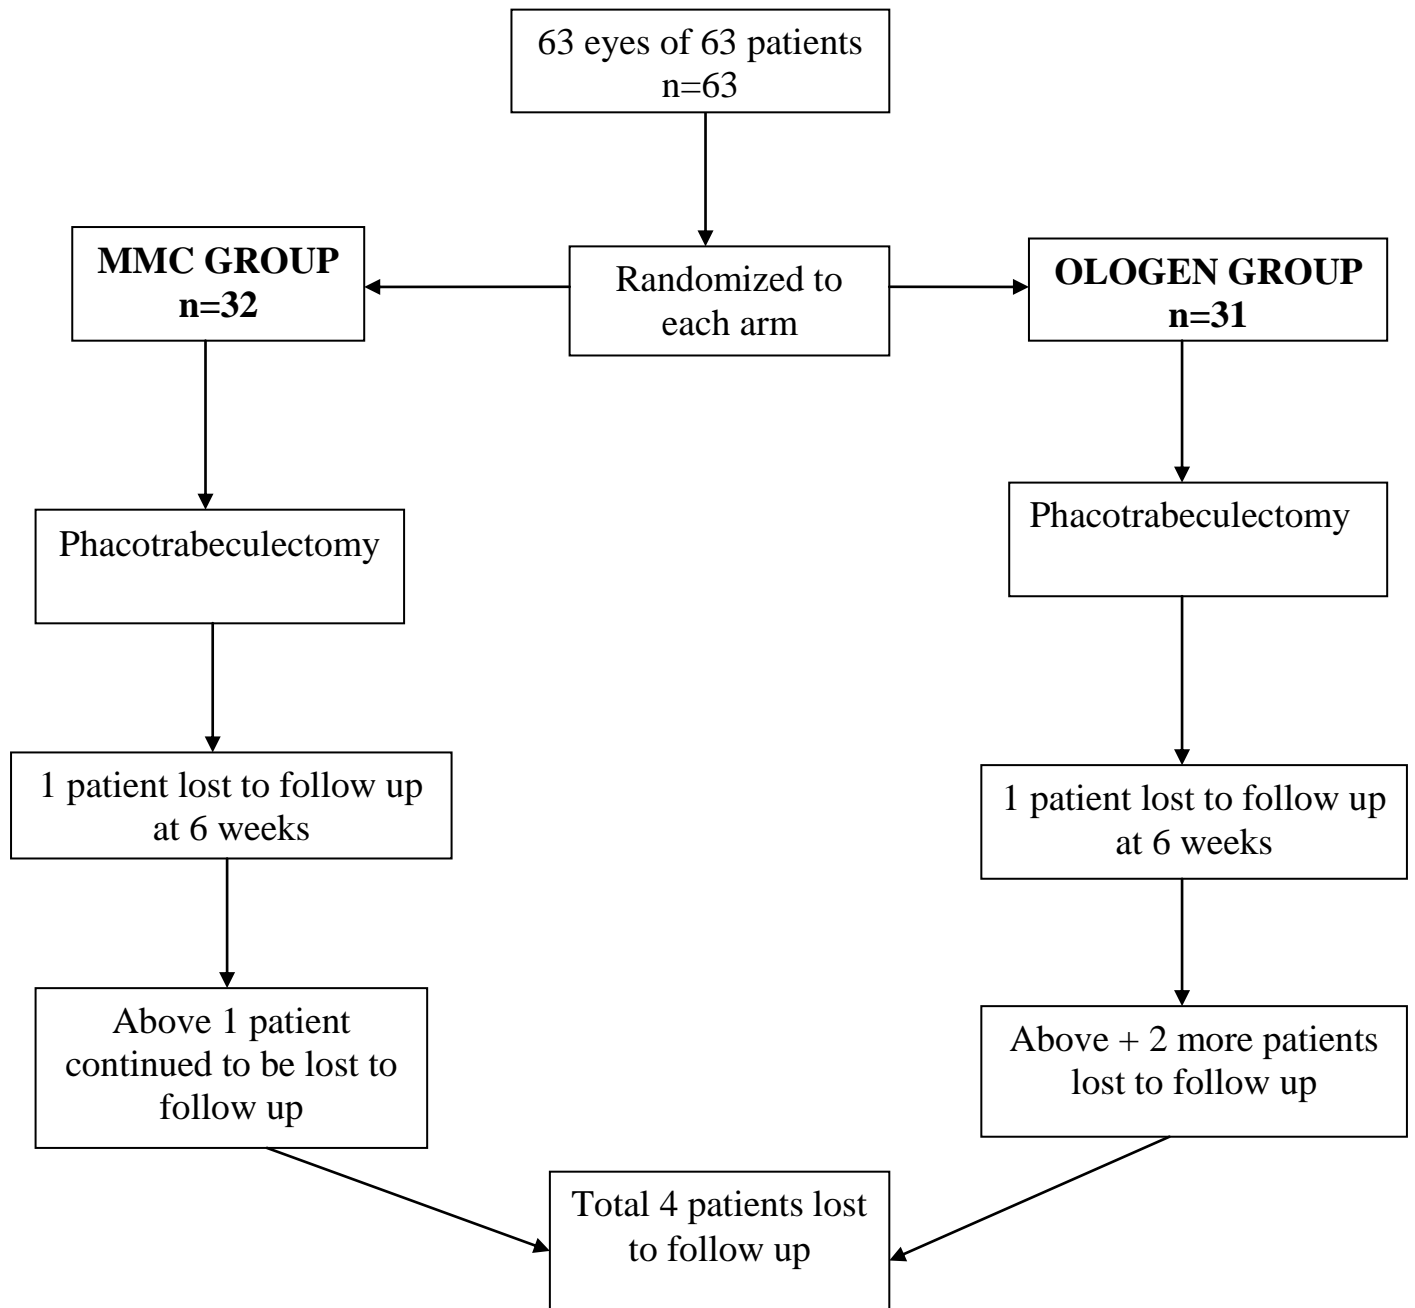 63 eyes of 63 patients
n=63
MMC GROUP
n=32
Randomized to
each arm
OLOGEN GROUP
n=31
Phacotrabeculectomy
Phacotrabeculectomy
1 patient lost to follow up
at 6 weeks
1 patient lost to follow up
at 6 weeks
Above 1 patient
continued to be lost to
follow up
Above + 2 more patients
lost to follow up
Total 4 patients lost
to follow up